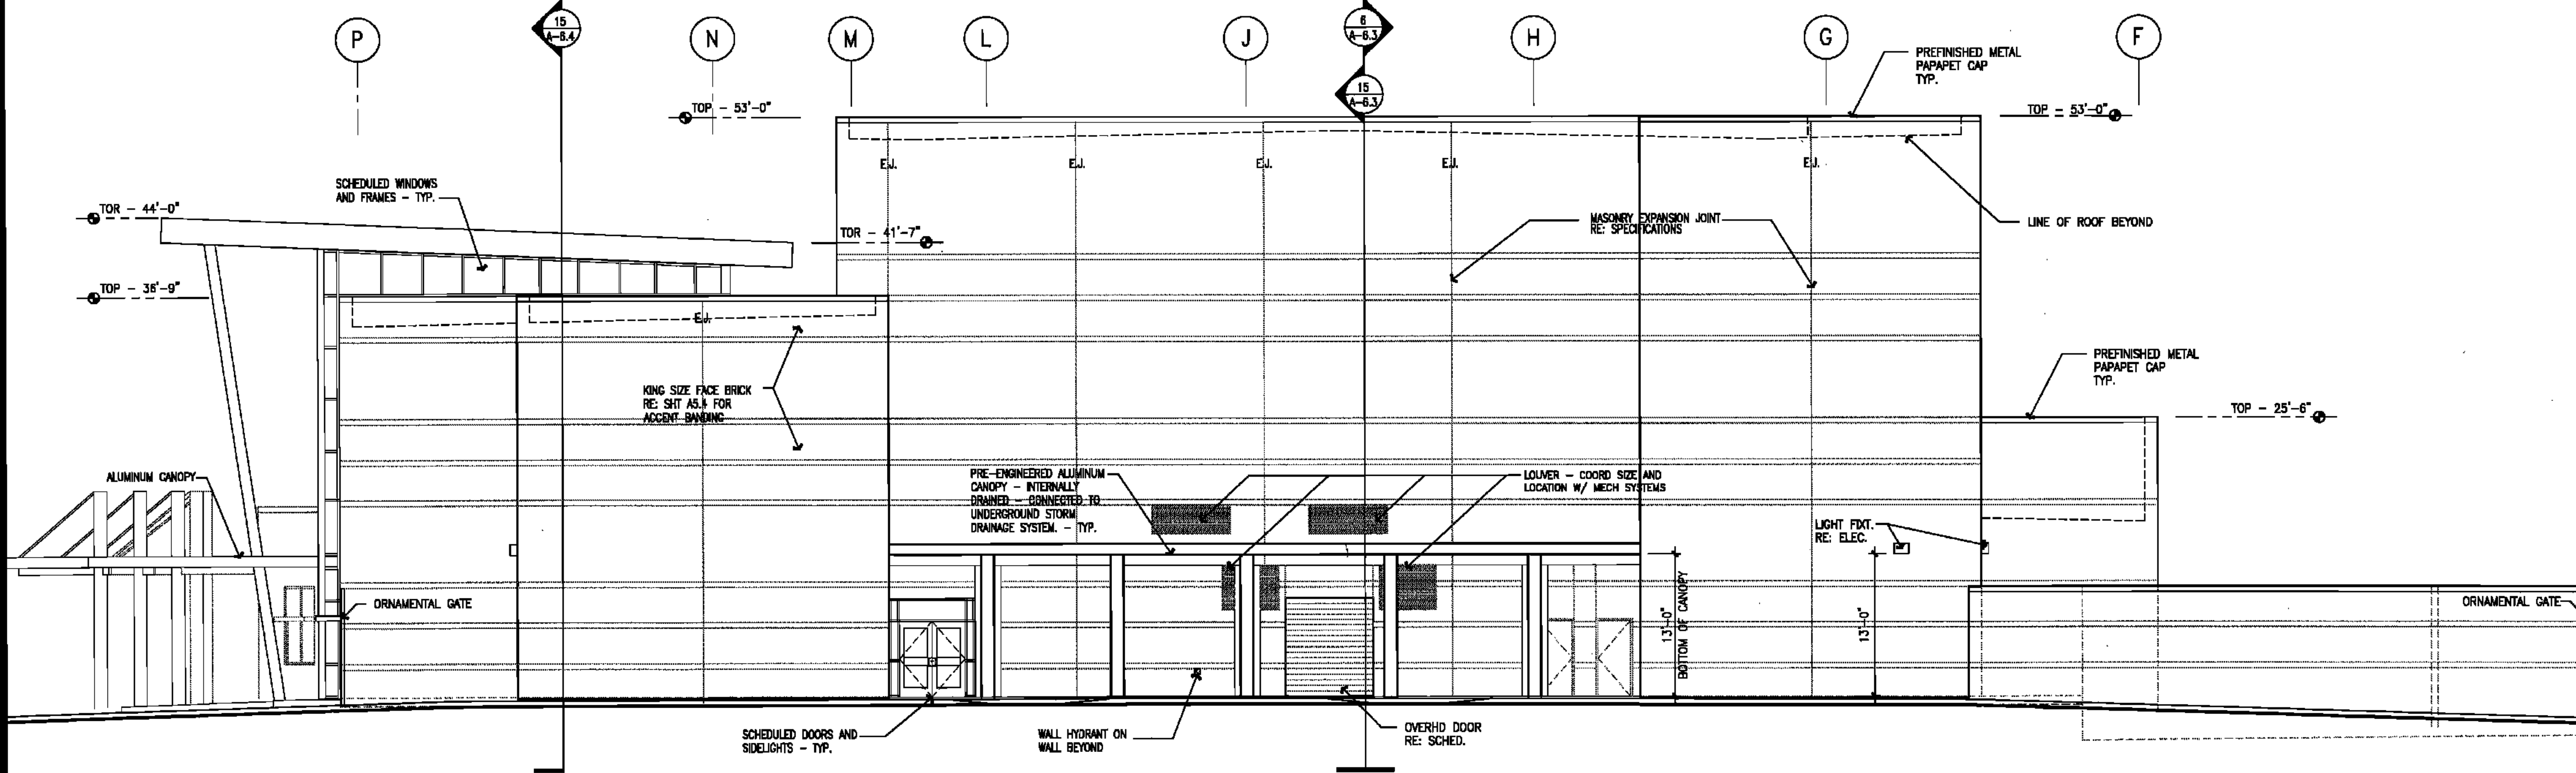 P
15
A-6.4
N
M
L
J
6
A-6.3
15
A-6.3
H
G
F
PREFINISHED METAL
PAPAPET CAP
TYP.
TOP - 53'-0"
TOP - 53'-0"
E.J.
E.J.
E.J.
E.J.
E.J.
SCHEDULED WINDOWS
AND FRAMES - TYP.
TOR - 44'-0"
TOR - 41'-7"
MASONRY EXPANSION JOINT
RE: SPECIFICATIONS
LINE OF ROOF BEYOND
TOP - 36'-9"
E.J.
PREFINISHED METAL
PAPAPET CAP
TYP.
KING SIZE FACE BRICK
RE: SHT A5.4 FOR
ACCENT BANDING
TOP - 25'-6"
ALUMINUM CANOPY
PRE-ENGINEERED ALUMINUM
CANOPY - INTERNALLY
DRAINED - CONNECTED TO
UNDERGROUND STORM
DRAINAGE SYSTEM. - TYP.
LOUVER - COORD SIZE AND
LOCATION W/ MECH SYSTEMS
LIGHT FIXT.
RE: ELEC.
ORNAMENTAL GATE
13'-0"
BOTTOM OF CANOPY
13'-0"
ORNAMENTAL GATE
SCHEDULED DOORS AND
SIDELIGHTS - TYP.
WALL HYDRANT ON
WALL BEYOND
OVERHD DOOR
RE: SCHED.